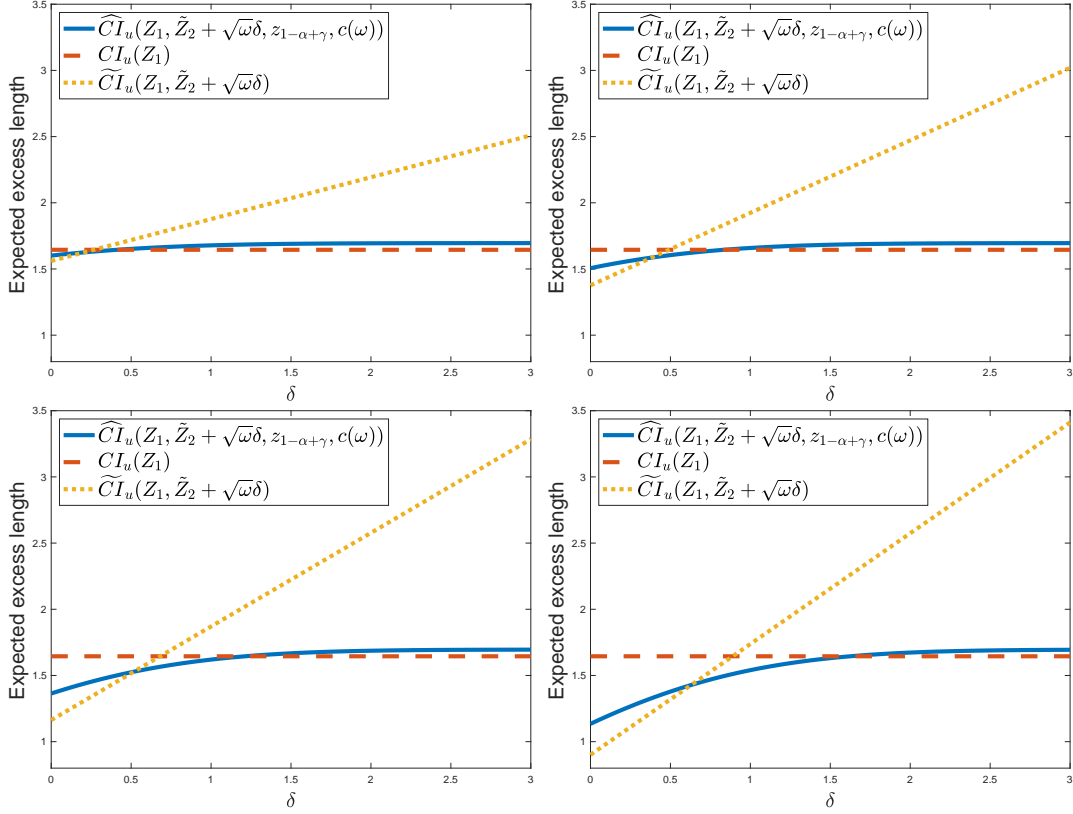 3.5
3
2.5
2
1.5
1
Expected excess length
$\widehat{CI}_u(Z_1, \tilde{Z}_2 + \sqrt{\omega}\delta, z_{1-\alpha+\gamma}, c(\omega))$
$CI_u(Z_1)$
$\widetilde{CI}_u(Z_1, \tilde{Z}_2 + \sqrt{\omega}\delta)$
0 0.5 1 1.5 2 2.5 3
δ
3.5
3
2.5
2
1.5
1
Expected excess length
$\widehat{CI}_u(Z_1, \tilde{Z}_2 + \sqrt{\omega}\delta, z_{1-\alpha+\gamma}, c(\omega))$
$CI_u(Z_1)$
$\widetilde{CI}_u(Z_1, \tilde{Z}_2 + \sqrt{\omega}\delta)$
0 0.5 1 1.5 2 2.5 3
δ
3.5
3
2.5
2
1.5
1
Expected excess length
$\widehat{CI}_u(Z_1, \tilde{Z}_2 + \sqrt{\omega}\delta, z_{1-\alpha+\gamma}, c(\omega))$
$CI_u(Z_1)$
$\widetilde{CI}_u(Z_1, \tilde{Z}_2 + \sqrt{\omega}\delta)$
0 0.5 1 1.5 2 2.5 3
δ
3.5
3
2.5
2
1.5
1
Expected excess length
$\widehat{CI}_u(Z_1, \tilde{Z}_2 + \sqrt{\omega}\delta, z_{1-\alpha+\gamma}, c(\omega))$
$CI_u(Z_1)$
$\widetilde{CI}_u(Z_1, \tilde{Z}_2 + \sqrt{\omega}\delta)$
0 0.5 1 1.5 2 2.5 3
δ